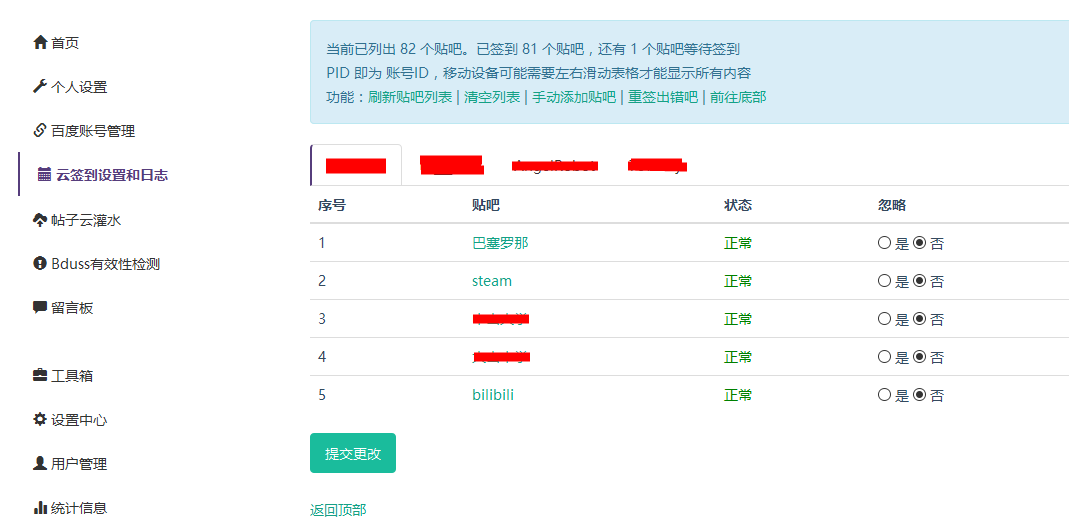 首页
个人设置
百度账号管理
云签到设置和日志
帖子云灌水
Bduss有效性检测
留言板
工具箱
设置中心
用户管理
统计信息
当前已列出 82 个贴吧。已签到 81 个贴吧，还有 1 个贴吧等待签到
PID 即为 账号ID，移动设备可能需要左右滑动表格才能显示所有内容
功能：刷新贴吧列表 | 清空列表 | 手动添加贴吧 | 重签出错吧 | 前往底部
序号 贴吧 状态 忽略
1 巴塞罗那 正常 是 否
2 steam 正常 是 否
3 正常 是 否
4 正常 是 否
5 bilibili 正常 是 否
提交更改
返回顶部